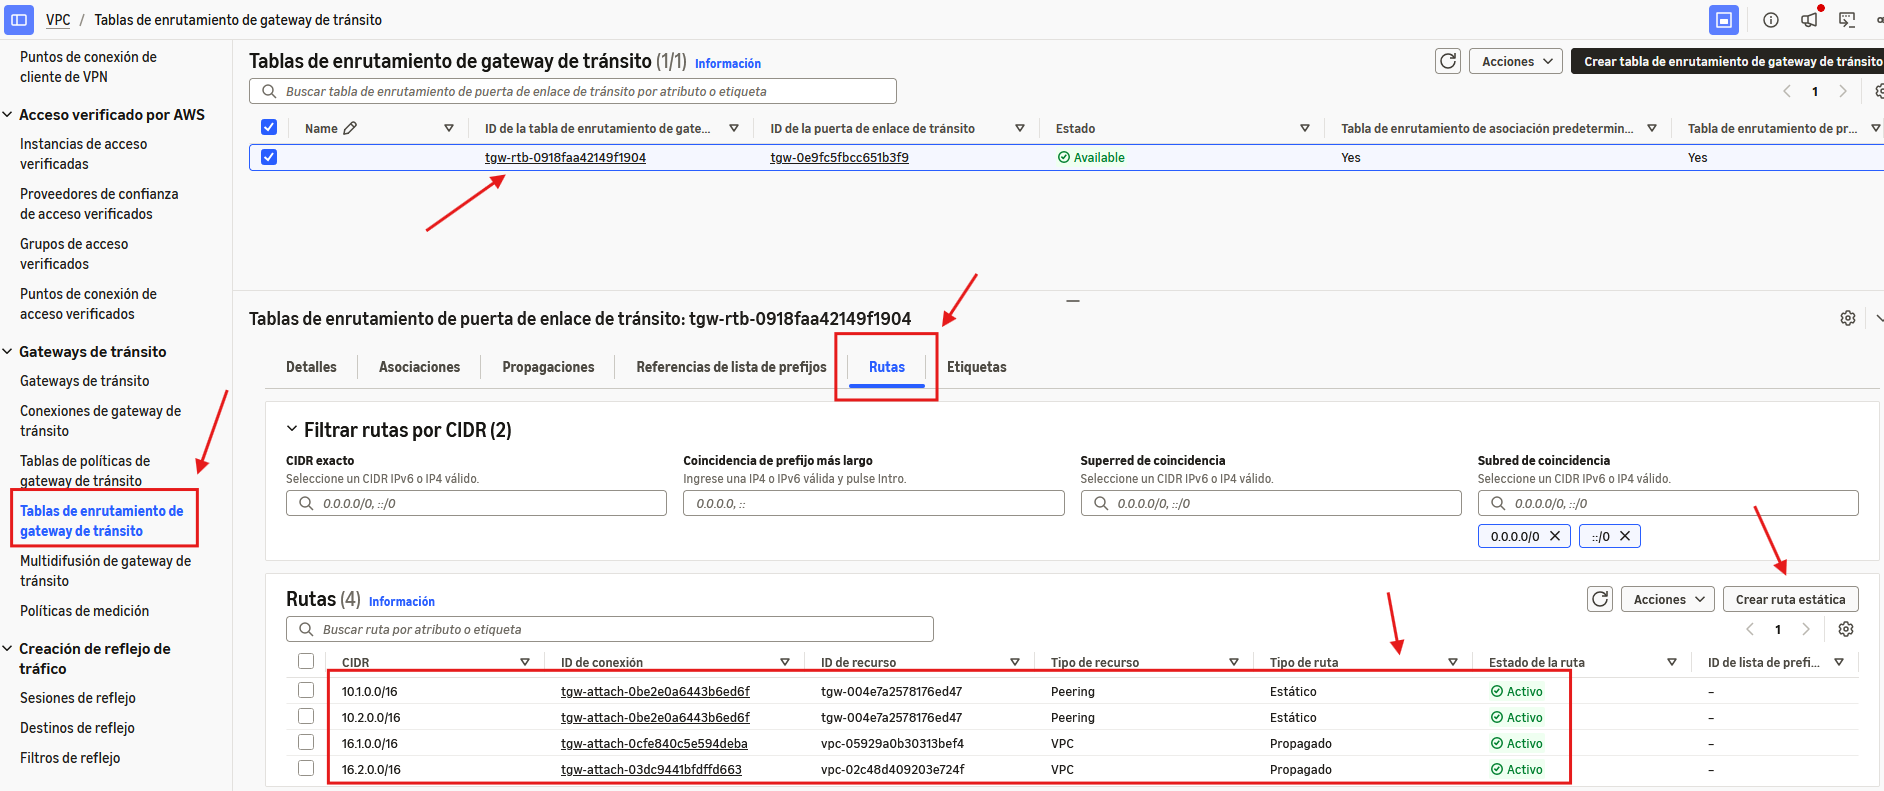 VPC / Tablas de enrutamiento de gateway de tránsito
Puntos de conexión de
cliente de VPN
Acceso verificado por AWS
Instancias de acceso
verificadas
Proveedores de confianza
de acceso verificados
Grupos de acceso
verificados
Puntos de conexión de
acceso verificados
Gateways de tránsito
Gateways de tránsito
Conexiones de gateway de
tránsito
Tablas de políticas de
gateway de tránsito
Tablas de enrutamiento de
gateway de tránsito
Multidifusión de gateway de
tránsito
Políticas de medición
Creación de reflejo de
tráfico
Sesiones de reflejo
Destinos de reflejo
Filtros de reflejo
Tablas de enrutamiento de gateway de tránsito (1/1) Información
Acciones
Crear tabla de enrutamiento de gateway de tránsito
Buscar tabla de enrutamiento de puerta de enlace de tránsito por atributo o etiqueta
1
Name ID de la tabla de enrutamiento de gate... ID de la puerta de enlace de tránsito Estado Tabla de enrutamiento de asociación predetermin... Tabla de enrutamiento de pr...
tgw-rtb-0918faa42149f1904 tgw-0e9fc5fbcc651b3f9 Available Yes Yes
Tablas de enrutamiento de puerta de enlace de tránsito: tgw-rtb-0918faa42149f1904
Detalles Asociaciones Propagaciones Referencias de lista de prefijos Rutas Etiquetas
Filtrar rutas por CIDR (2)
CIDR exacto Coincidencia de prefijo más largo Superred de coincidencia Subred de coincidencia
Seleccione un CIDR IPv6 o IP4 válido. Ingrese una IP4 o IPv6 válida y pulse Intro. Seleccione un CIDR IPv6 o IP4 válido. Seleccione un CIDR IPv6 o IP4 válido.
0.0.0.0/0, ::/0 0.0.0.0, :: 0.0.0.0/0, ::/0 0.0.0.0/0, ::/0
0.0.0.0/0 ::/0
Rutas (4) Información
Acciones Crear ruta estática
Buscar ruta por atributo o etiqueta
1
CIDR ID de conexión ID de recurso Tipo de recurso Tipo de ruta Estado de la ruta ID de lista de prefi...
10.1.0.0/16 tgw-attach-0be2e0a6443b6ed6f tgw-004e7a2578176ed47 Peering Estático Activo –
10.2.0.0/16 tgw-attach-0be2e0a6443b6ed6f tgw-004e7a2578176ed47 Peering Estático Activo –
16.1.0.0/16 tgw-attach-0cfe840c5e594deba vpc-05929a0b30313bef4 VPC Propagado Activo –
16.2.0.0/16 tgw-attach-03dc9441bfdffd663 vpc-02c48d409203e724f VPC Propagado Activo –